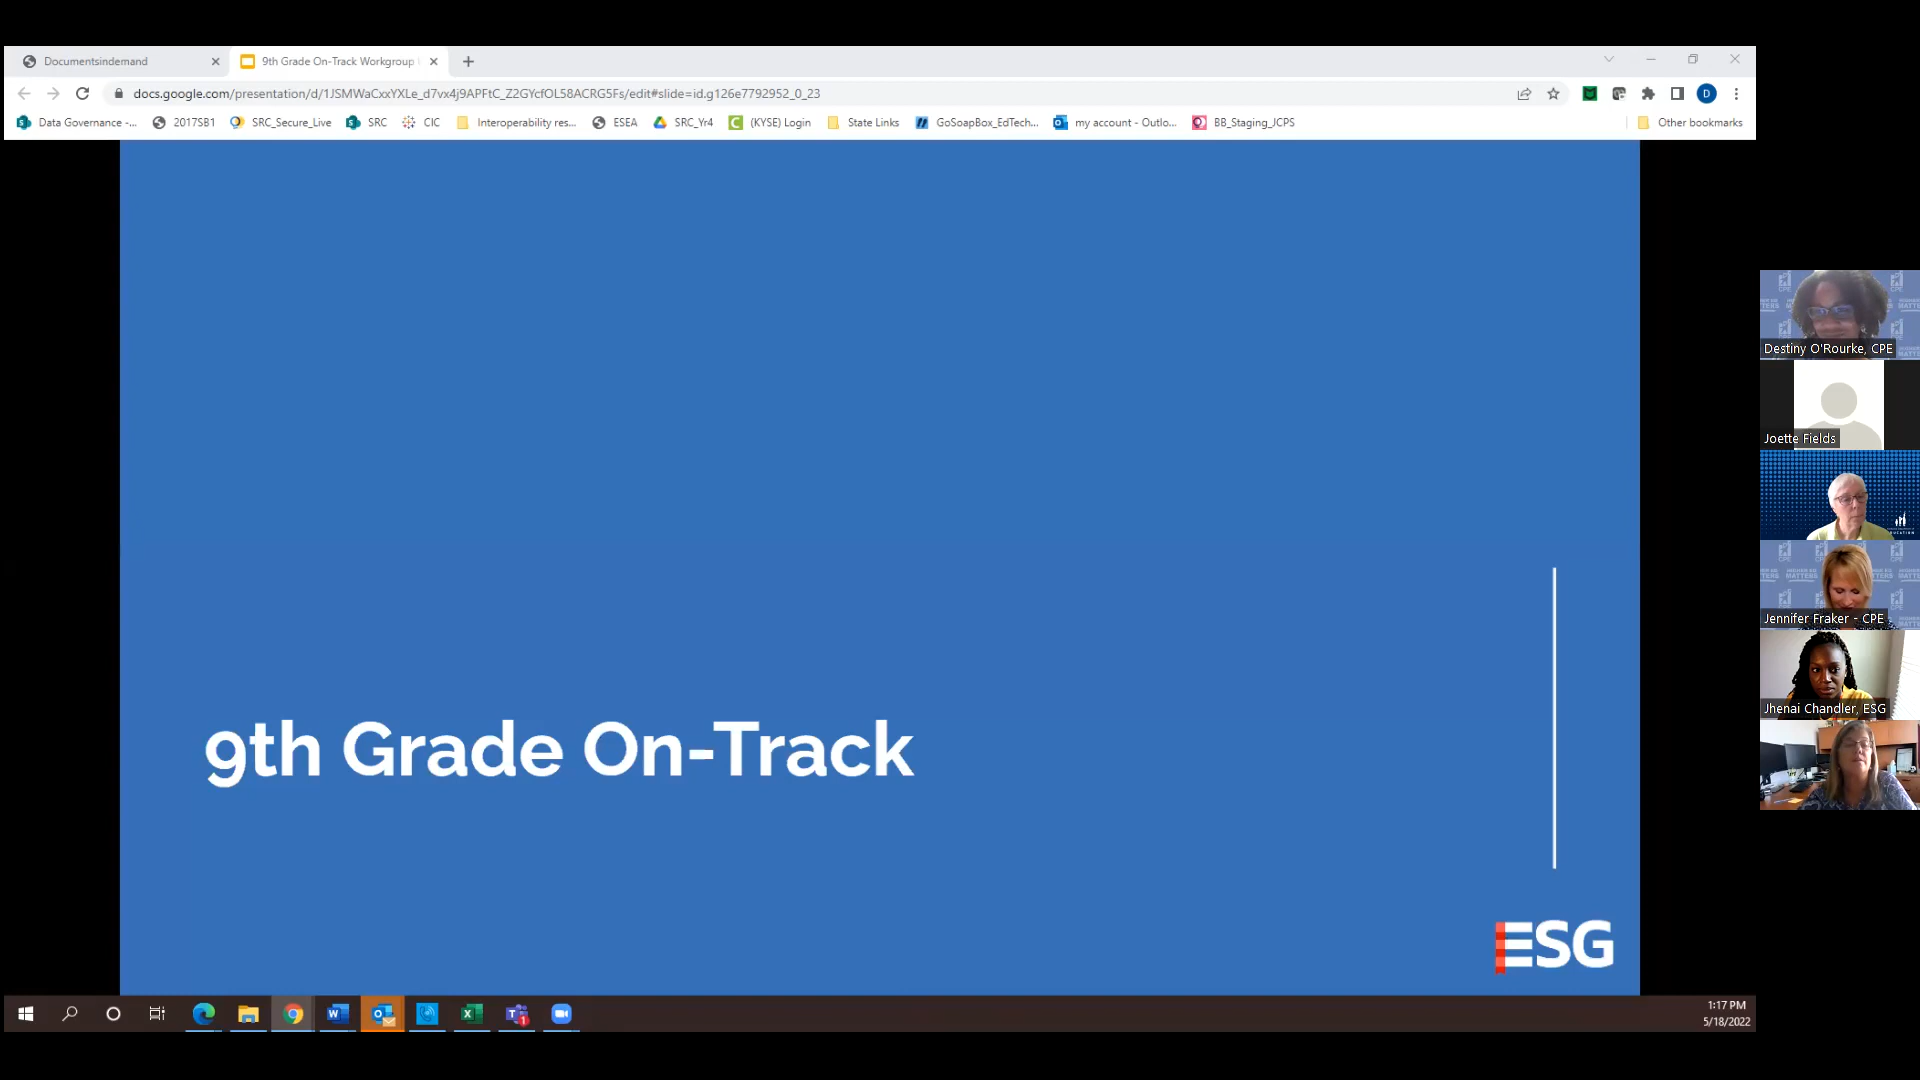 Documentsindemand
9th Grade On-Track Workgroup
docs.google.com/presentation/d/1JSMWaCxxYXLe_d7vx4j9APFtC_Z2GYcfOL58ACRG5Fs/edit#slide=id.g126e7792952_0_23
D
Data Governance -... 2017SB1 SRC_Secure_Live SRC CIC Interoperability res... ESEA SRC_Yr4 (KYSE) Login State Links GoSoapBox_EdTech... my account - Outlo... BB_Staging_JCPS Other bookmarks
9th Grade On-Track
ESG
Destiny O'Rourke, CPE
Joette Fields
Jennifer Fraker - CPE
MATTERS
Jhenai Chandler, ESG
1:17 PM
5/18/2022